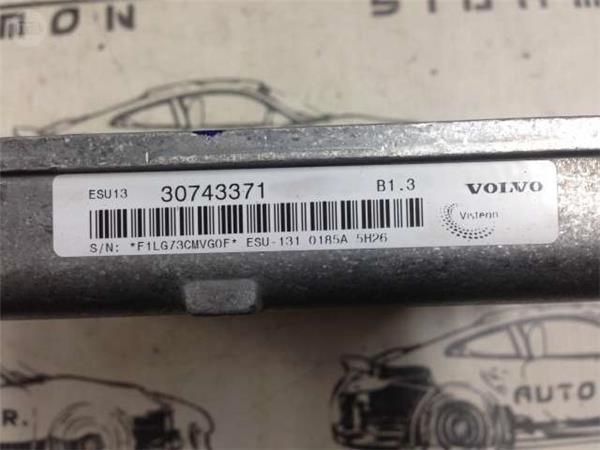 ESU13 30743371 B1.3 VOLVO
Visteon
S/N: *F1LG73CMVG0F* ESU-131 0185A 5H26
AUTO
R.